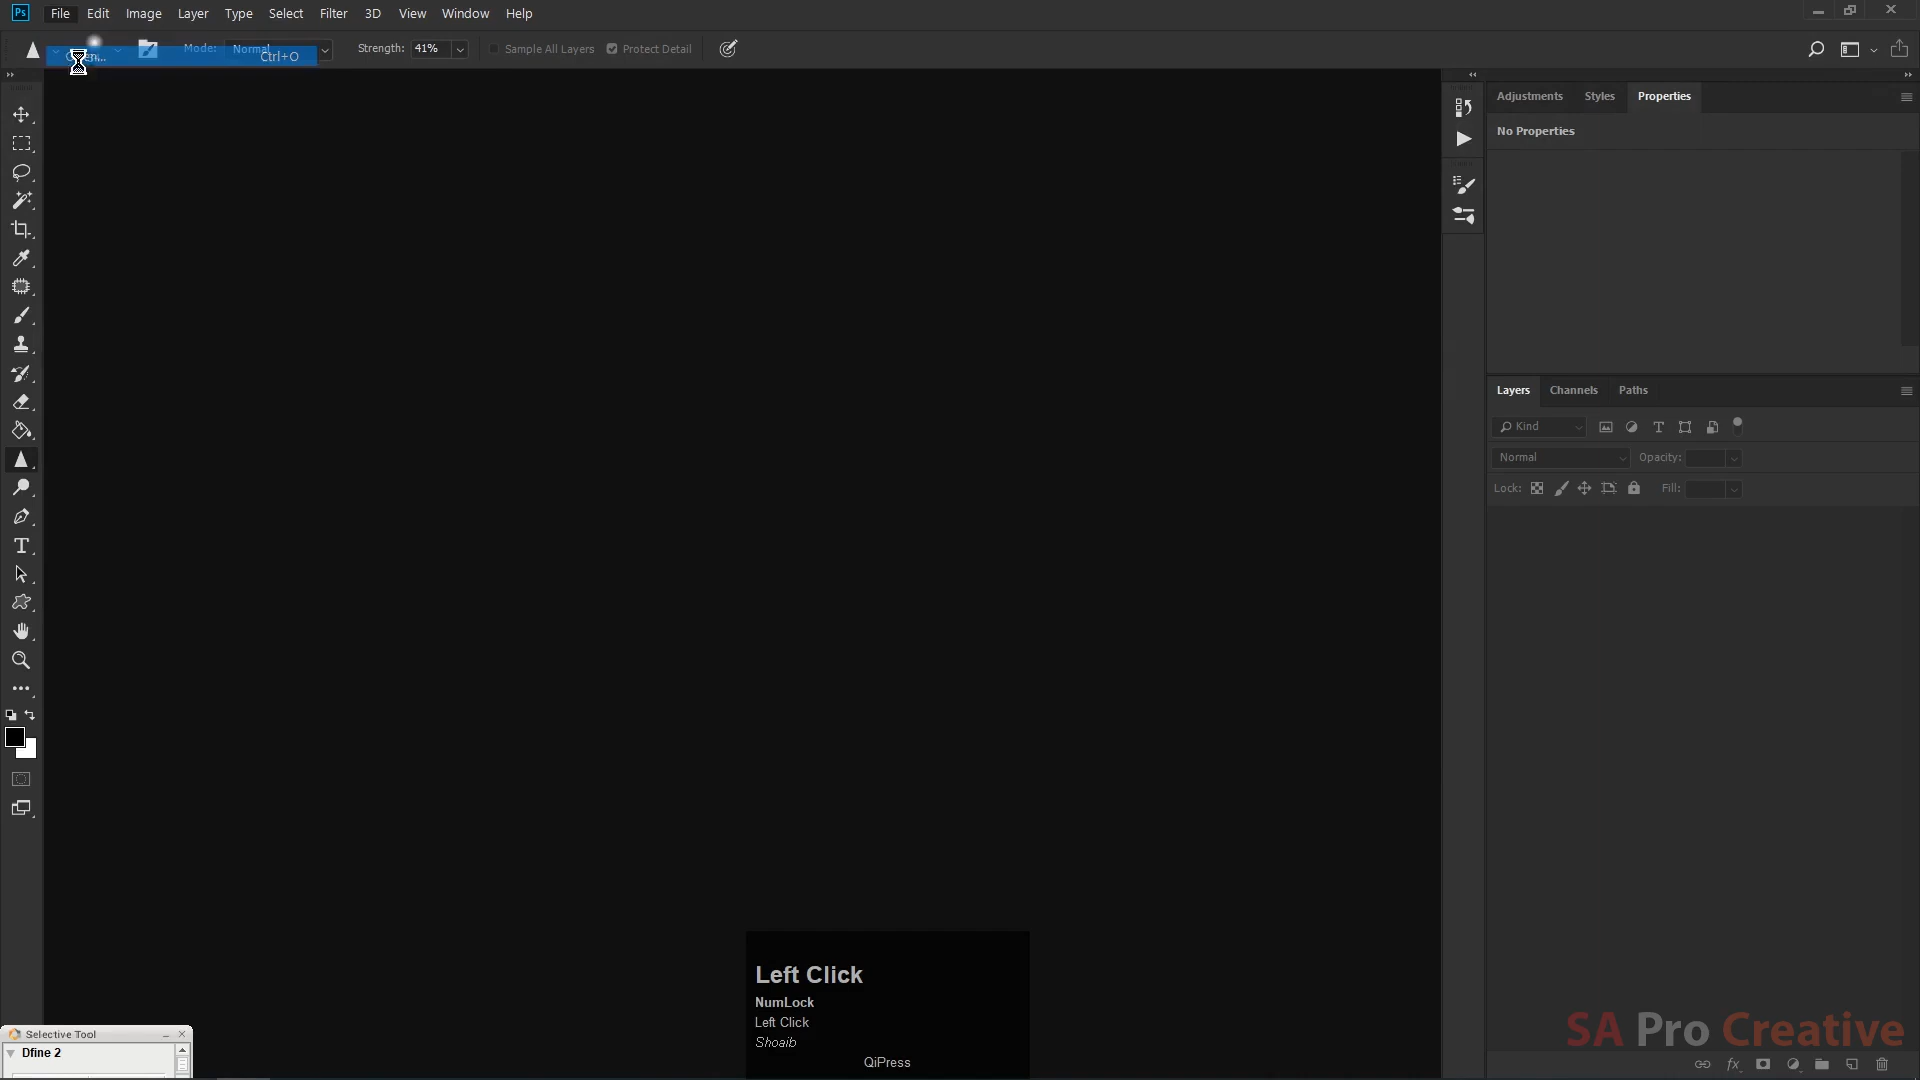 Ps File Edit Image Layer Type Select Filter 3D View Window Help
Mode: Normal Strength: 41% Sample All Layers Protect Detail
Open... Ctrl+O
Adjustments Styles Properties
No Properties
Layers Channels Paths
Kind
Normal Opacity:
Lock: Fill:
Left Click
NumLock
Left Click
Shoaib
QiPress
Selective Tool
Dfine 2
SA Pro Creative